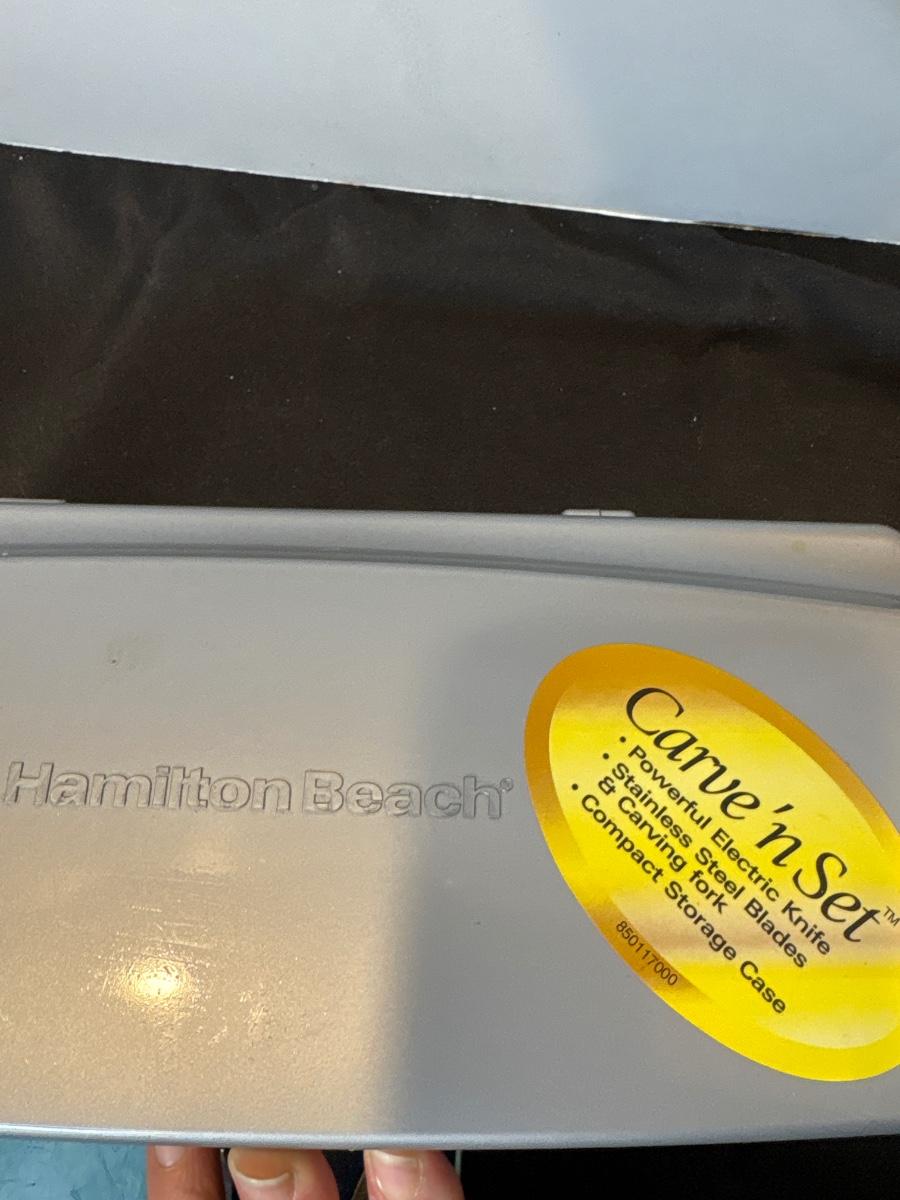 Hamilton Beach®
Carve 'n Set™
• Powerful Electric Knife
• Stainless Steel Blades
& Carving fork
• Compact Storage Case
850117000